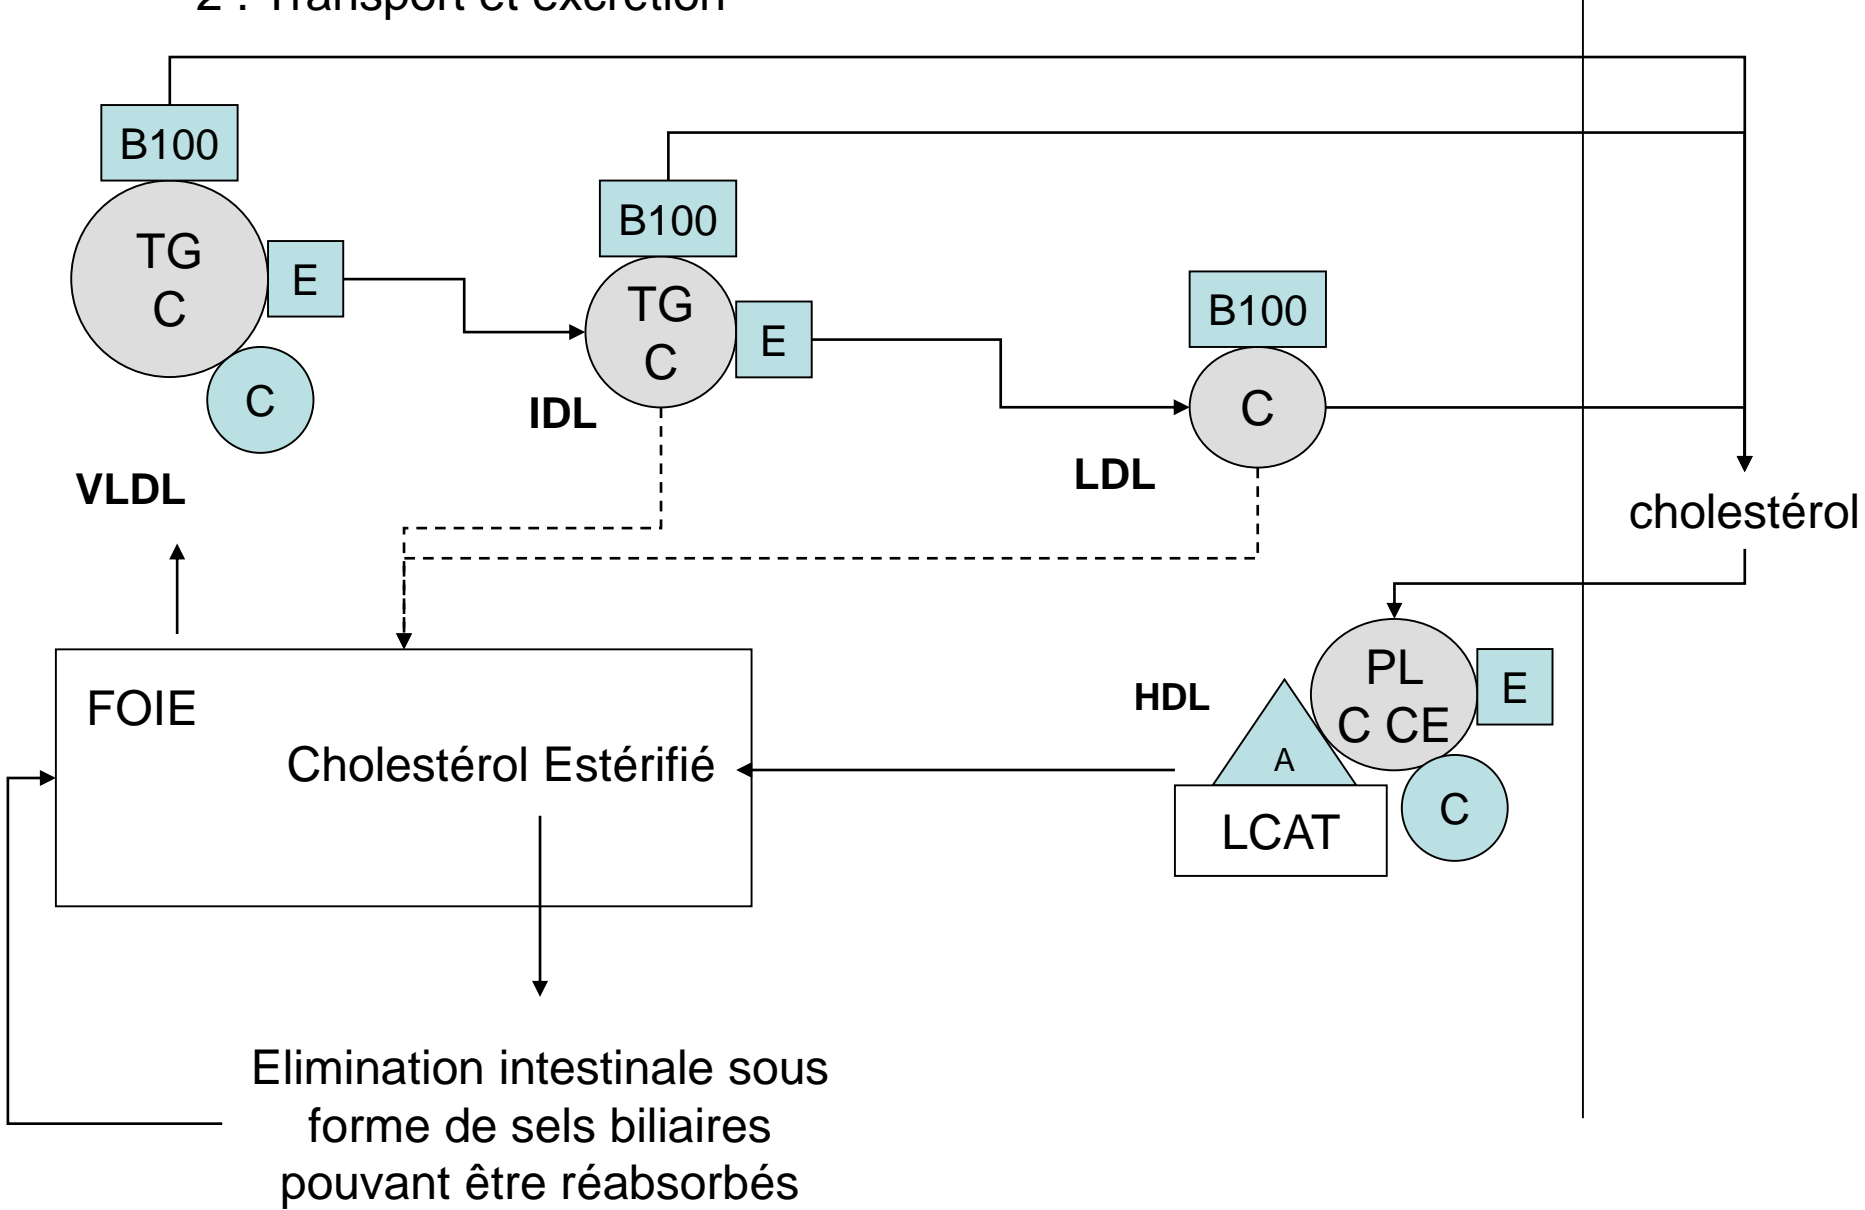 2 : Transport et excrétion
B100
TG
C
E
C
VLDL
B100
TG
C
E
IDL
B100
C
LDL
cholestérol
FOIE
Cholestérol Estérifié
HDL
PL
C CE
E
A
C
LCAT
Elimination intestinale sous
forme de sels biliaires
pouvant être réabsorbés